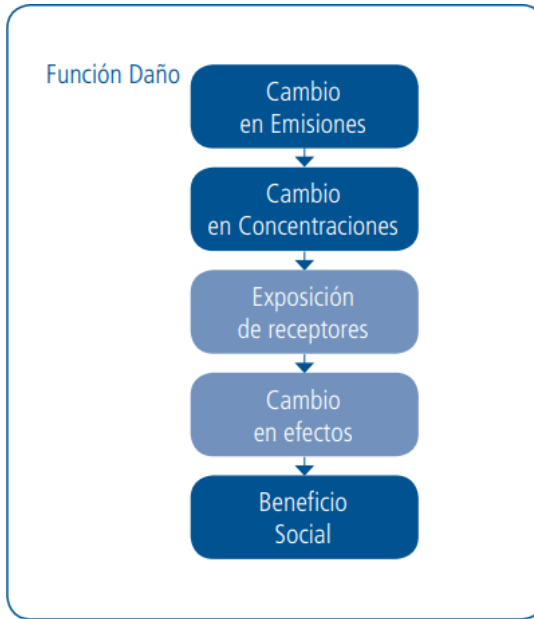 Función Daño
Cambio
en Emisiones
Cambio
en Concentraciones
Exposición
de receptores
Cambio
en efectos
Beneficio
Social